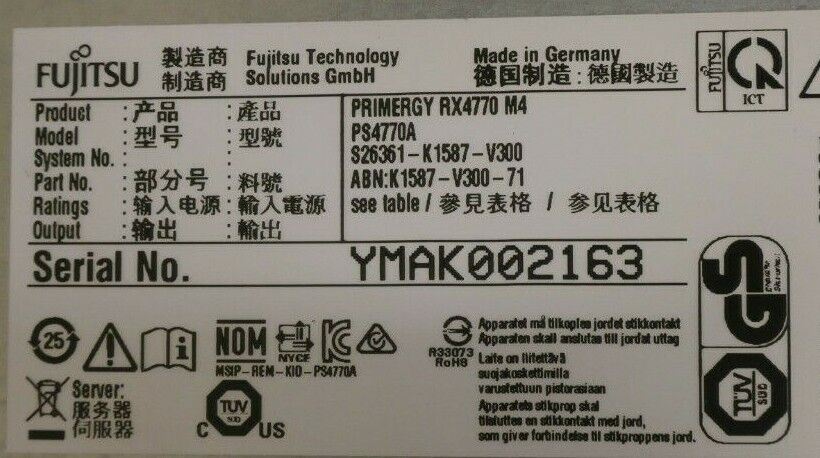 FUJITSU 製造商 Fujitsu Technology Made in Germany
制造商 Solutions GmbH 德国制造 : 德國製造
FUJITSU
ICT
Product : 产品 : 產品 PRIMERGY RX4770 M4
Model : 型号 : 型號 PS4770A
System No. : : S26361-K1587-V300
Part No. : 部分号 : 料號 ABN:K1587-V300-71
Ratings : 输入电源 : 輸入電源 see table / 參見表格 / 参见表格
Output : 输出 : 輸出
Serial No. YMAK002163
GS
25
NOM
NYCE
MSIP-REM-KIO-PS4770A
R33073
RoHS
Apparatet må tilkoples jordet stikkontakt
Apparaten skall anslutas till jordat uttag
Laite on liitettävä
suojakoskettimilla
varustettuun pistorasiaan
Apparatets stikprop skal
tilsluttes en stikkontakt med jord,
som giver forbindelse til stikproppens jord.
Server:
服务器
伺服器
C TÜV SÜD US
TÜV SÜD